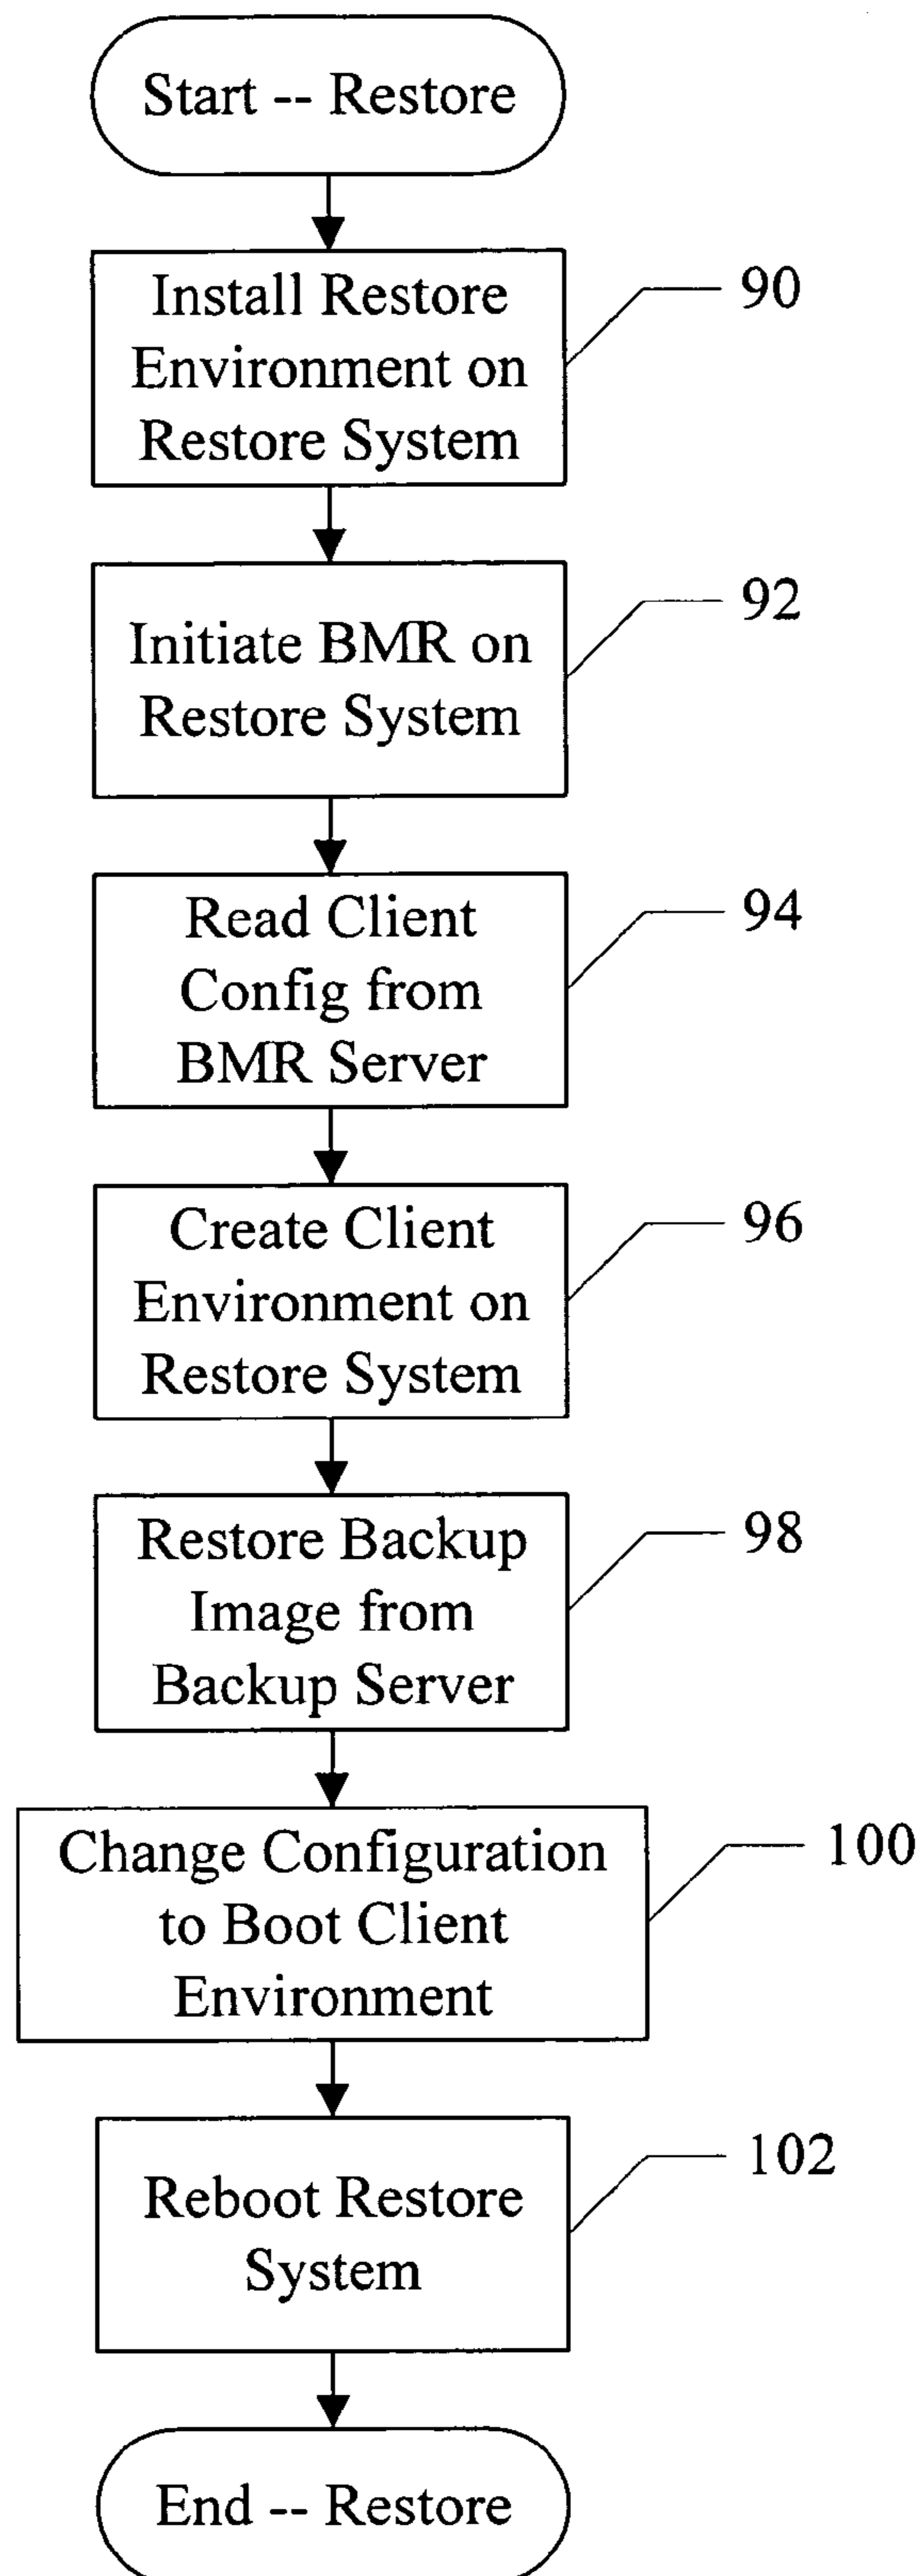 Start -- Restore
Install Restore
Environment on
Restore System
90
Initiate BMR on
Restore System
92
Read Client
Config from
BMR Server
94
Create Client
Environment on
Restore System
96
Restore Backup
Image from
Backup Server
98
Change Configuration
to Boot Client
Environment
100
Reboot Restore
System
102
End -- Restore